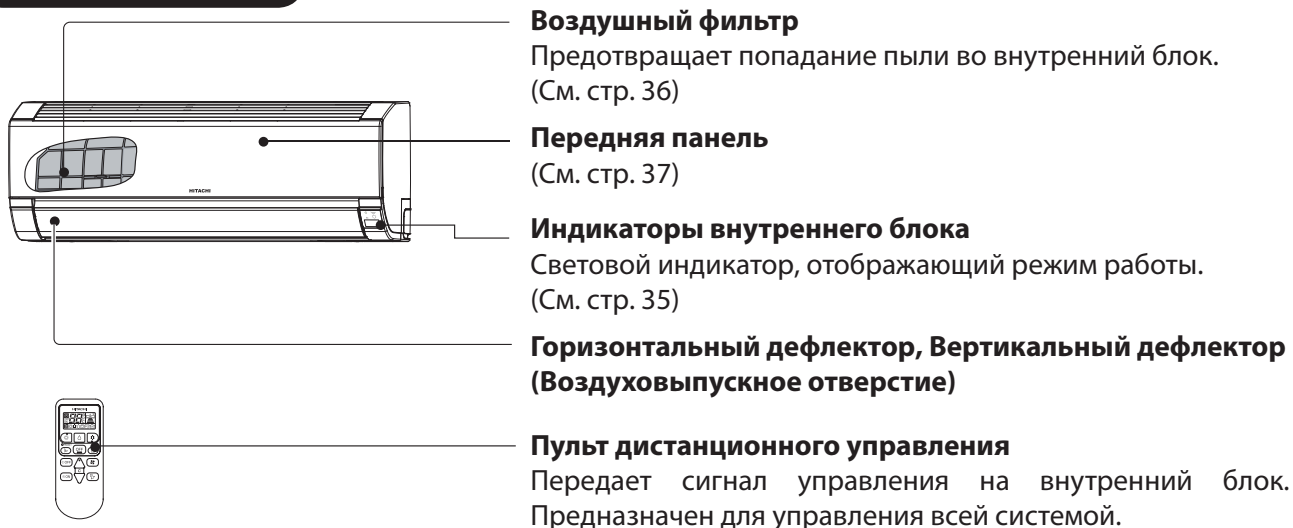 Воздушный фильтр
Предотвращает попадание пыли во внутренний блок.
(См. стр. 36)
Передняя панель
(См. стр. 37)
HITACHI
Индикаторы внутреннего блока
Световой индикатор, отображающий режим работы.
(См. стр. 35)
Горизонтальный дефлектор, Вертикальный дефлектор
(Воздуховыпускное отверстие)
HITACHI
Пульт дистанционного управления
Передает сигнал управления на внутренний блок.
Предназначен для управления всей системой.